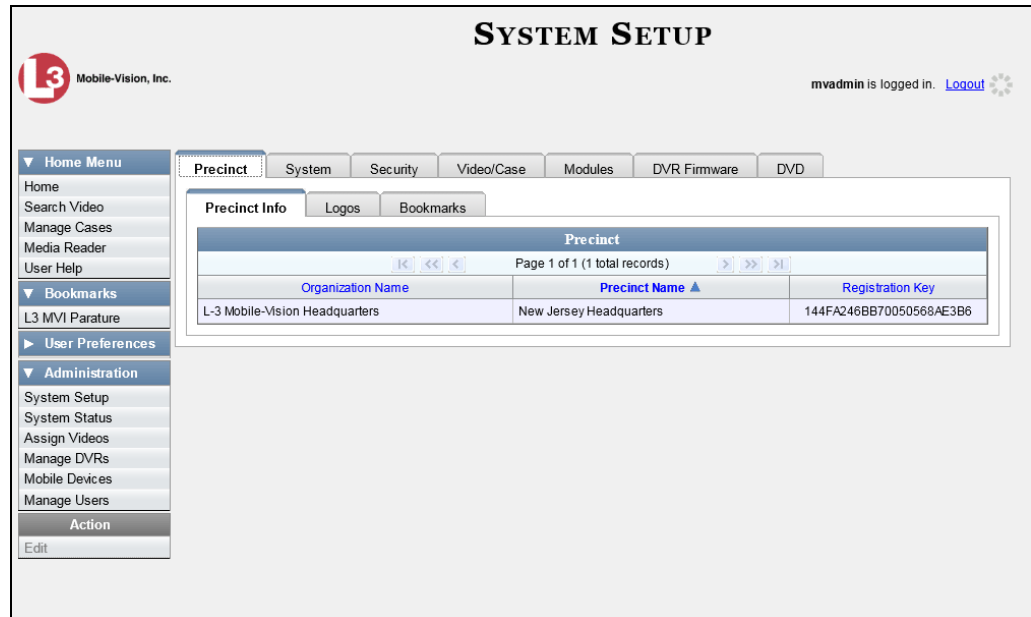 SYSTEM SETUP
L3 Mobile-Vision, Inc.
mvadmin is logged in. Logout
Home Menu
Home
Search Video
Manage Cases
Media Reader
User Help
Bookmarks
L3 MVI Parature
User Preferences
Administration
System Setup
System Status
Assign Videos
Manage DVRs
Mobile Devices
Manage Users
Action
Edit
Precinct System Security Video/Case Modules DVR Firmware DVD
Precinct Info Logos Bookmarks
Precinct
Page 1 of 1 (1 total records)
Organization Name Precinct Name Registration Key
L-3 Mobile-Vision Headquarters New Jersey Headquarters 144FA246BB70050568AE3B6